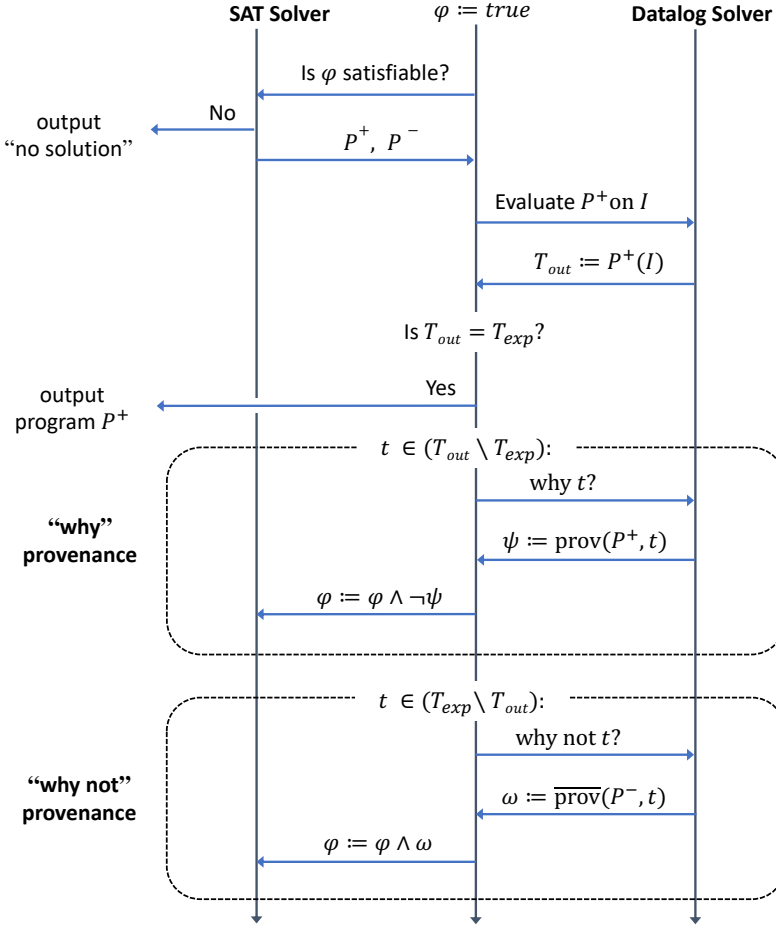 SAT Solver
φ ≔ true
Datalog Solver
Is φ satisfiable?
No
output
“no solution”
P⁺, P⁻
Evaluate P⁺on I
T_out ≔ P⁺(I)
Is T_out = T_exp?
Yes
output
program P⁺
t ∈ (T_out \ T_exp):
why t?
“why”
provenance
ψ ≔ prov(P⁺, t)
φ ≔ φ ∧ ¬ψ
t ∈ (T_exp\ T_out):
why not t?
“why not”
provenance
ω ≔ p̅r̅o̅v̅(P⁻, t)
φ ≔ φ ∧ ω